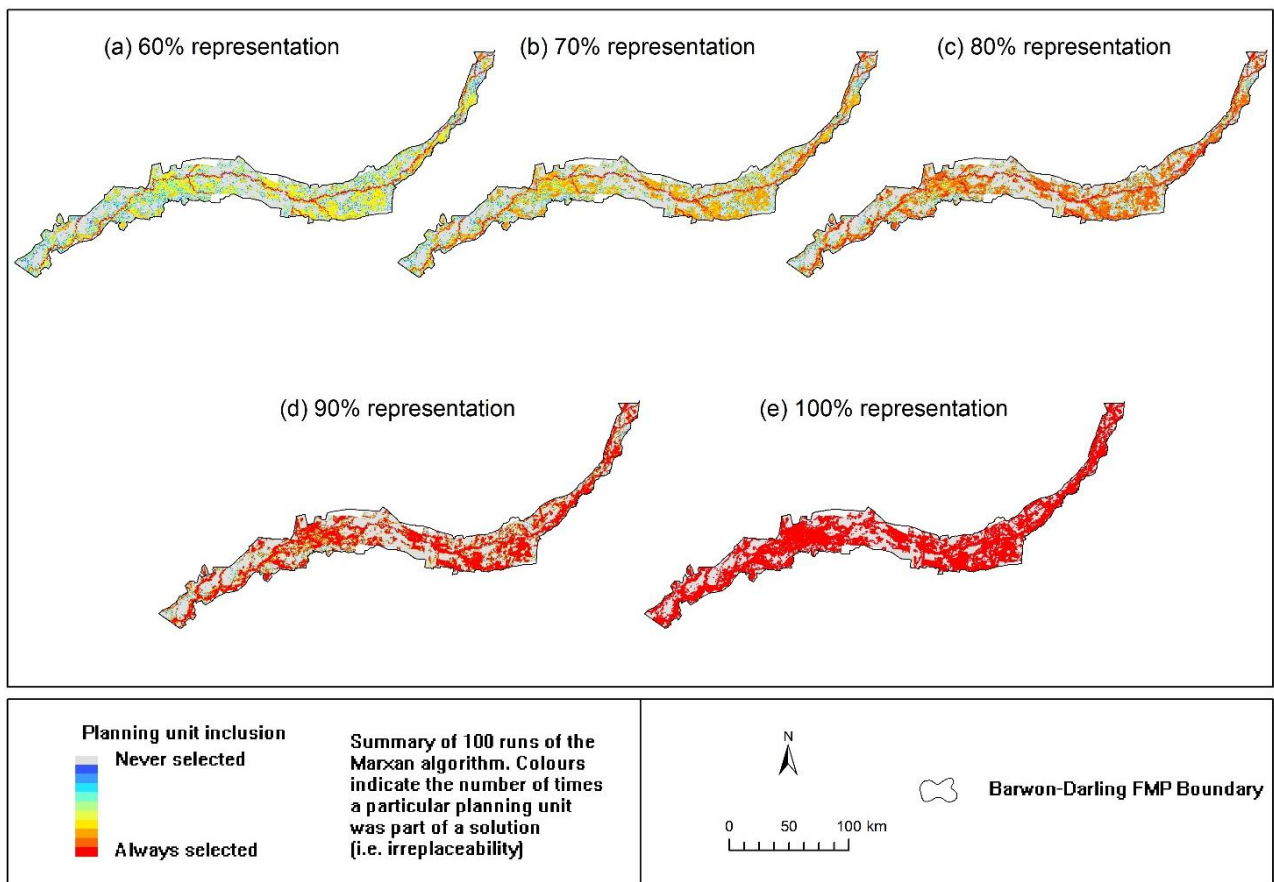 (a) 60% representation
(b) 70% representation
(c) 80% representation
(d) 90% representation
(e) 100% representation
Planning unit inclusion
Never selected
Always selected
Summary of 100 runs of the
Marxan algorithm. Colours
indicate the number of times
a particular planning unit
was part of a solution
(i.e. irreplaceability)
N
0 50 100 km
Barwon-Darling FMP Boundary